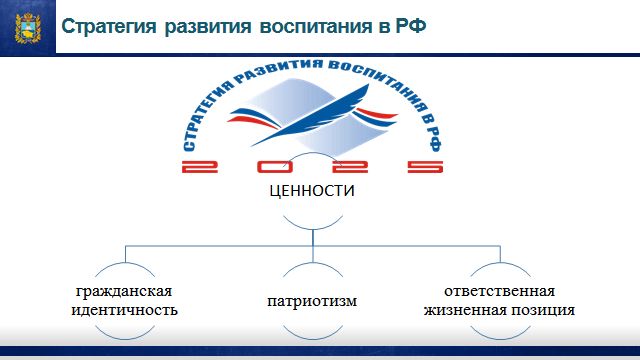 Стратегия развития воспитания в РФ
СТРАТЕГИЯ РАЗВИТИЯ ВОСПИТАНИЯ В РФ
2025
ЦЕННОСТИ
гражданская
идентичность
патриотизм
ответственная
жизненная позиция